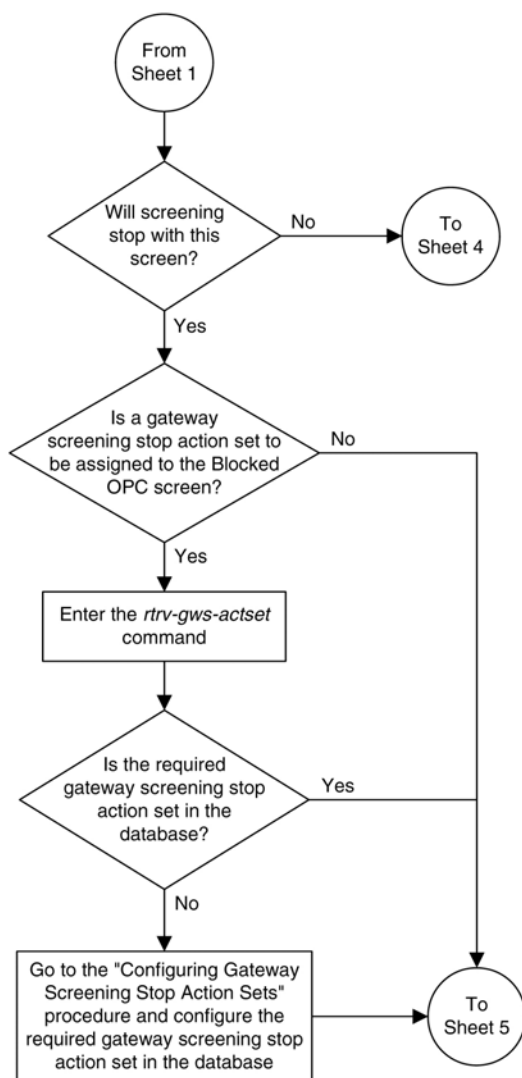 From
Sheet 1
Will screening
stop with this
screen?
No
To
Sheet 4
Yes
Is a gateway
screening stop action set to
be assigned to the Blocked
OPC screen?
No
Yes
Enter the rtrv-gws-actset
command
Is the required
gateway screening stop
action set in the
database?
Yes
No
Go to the "Configuring Gateway
Screening Stop Action Sets"
procedure and configure the
required gateway screening stop
action set in the database
To
Sheet 5